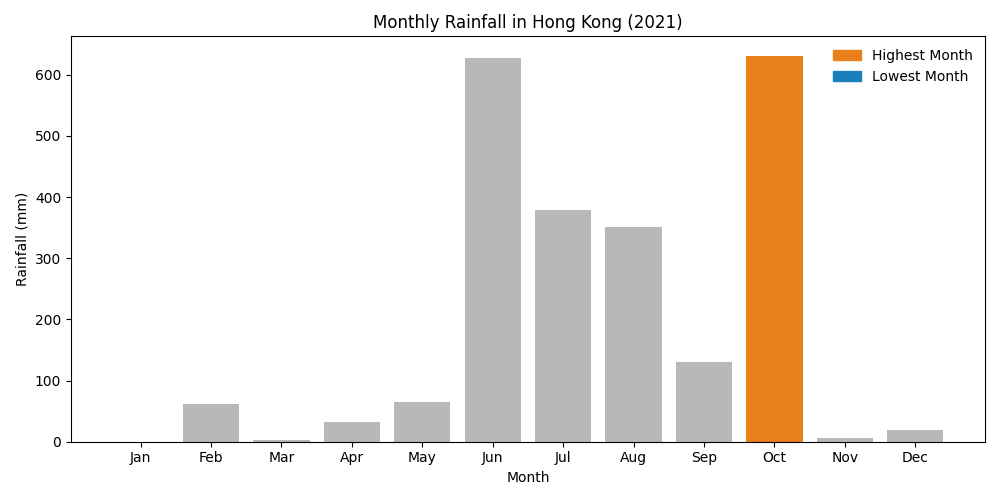 Monthly Rainfall in Hong Kong (2021)
Highest Month
Lowest Month
Rainfall (mm)
600
500
400
300
200
100
0
Jan Feb Mar Apr May Jun Jul Aug Sep Oct Nov Dec
Month